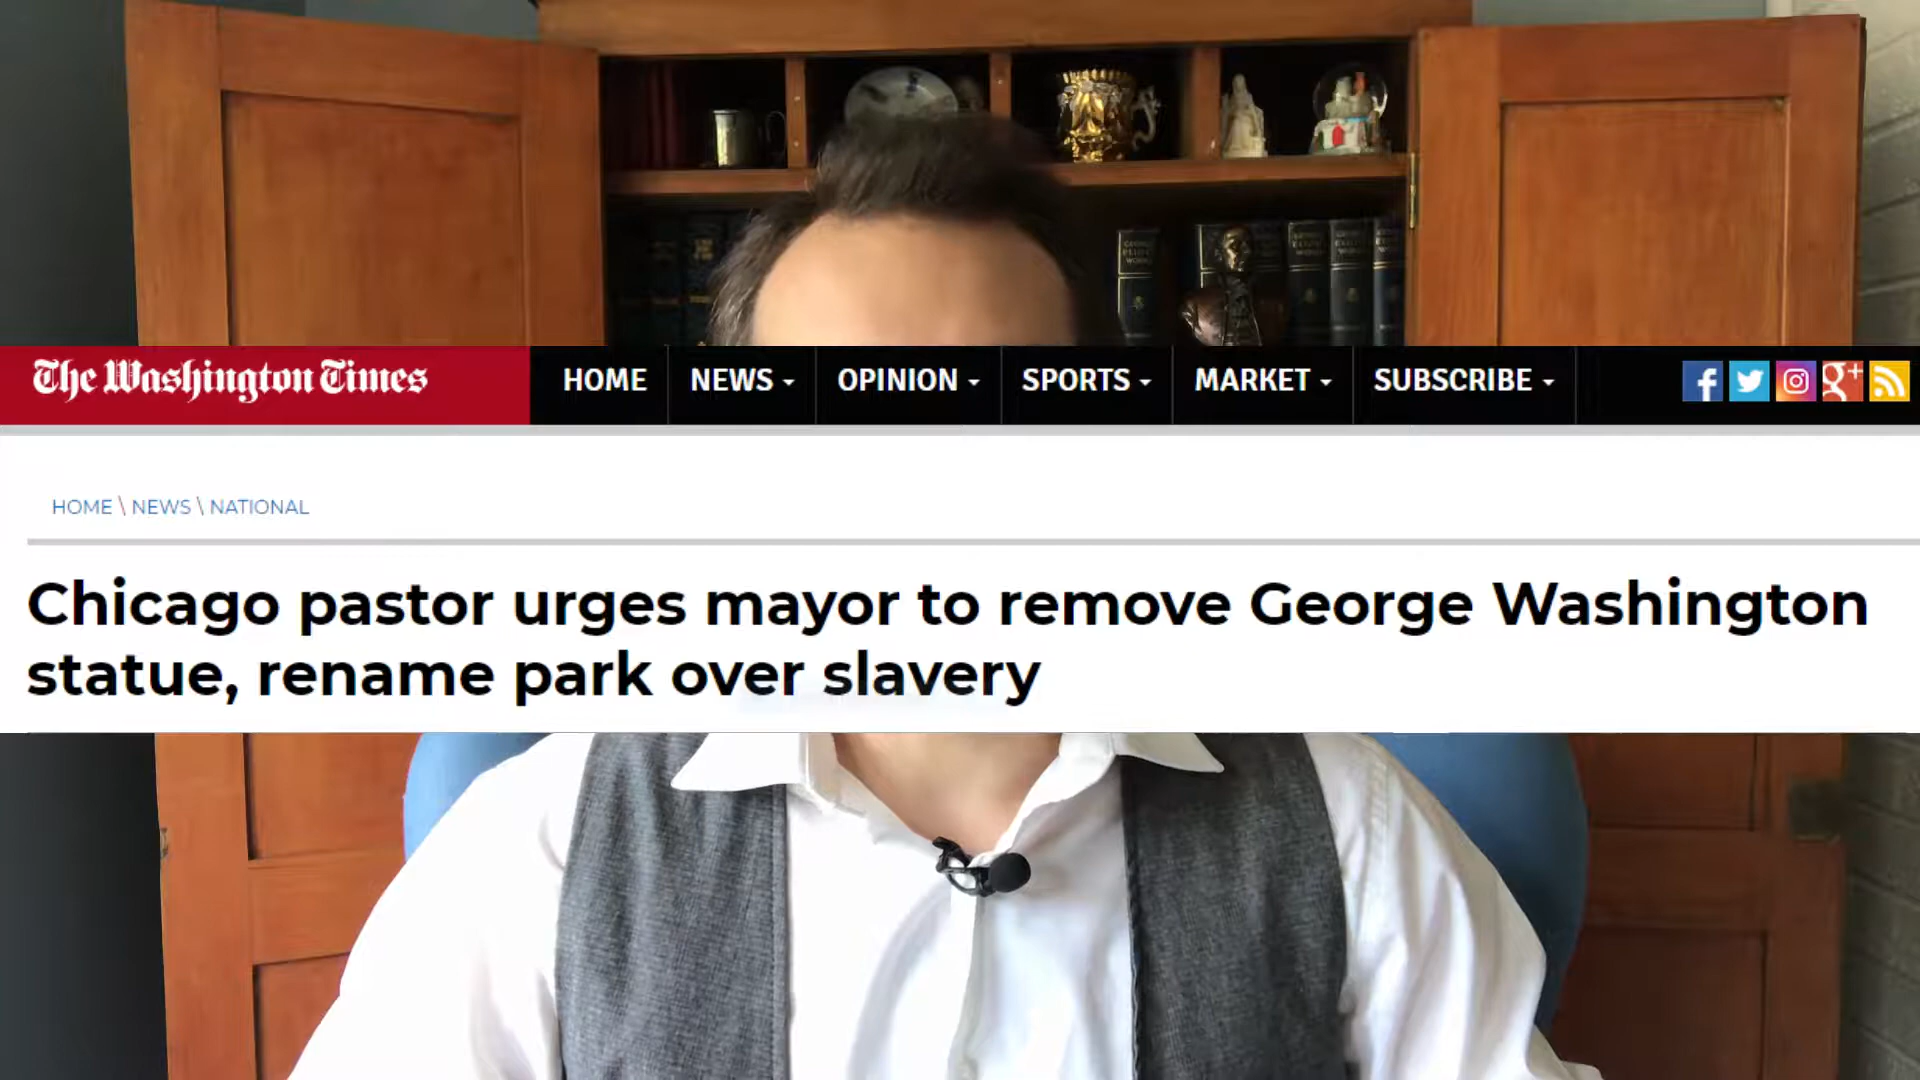 The Washington Times
HOME
NEWS
OPINION
SPORTS
MARKET
SUBSCRIBE
HOME \ NEWS \ NATIONAL
Chicago pastor urges mayor to remove George Washington
statue, rename park over slavery